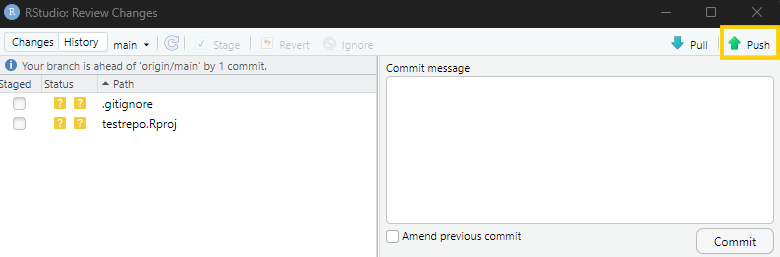 R RStudio: Review Changes
Changes History main Stage Revert Ignore Pull Push
Your branch is ahead of 'origin/main' by 1 commit.
Staged Status Path
? ? .gitignore
? ? testrepo.Rproj
Commit message
Amend previous commit
Commit